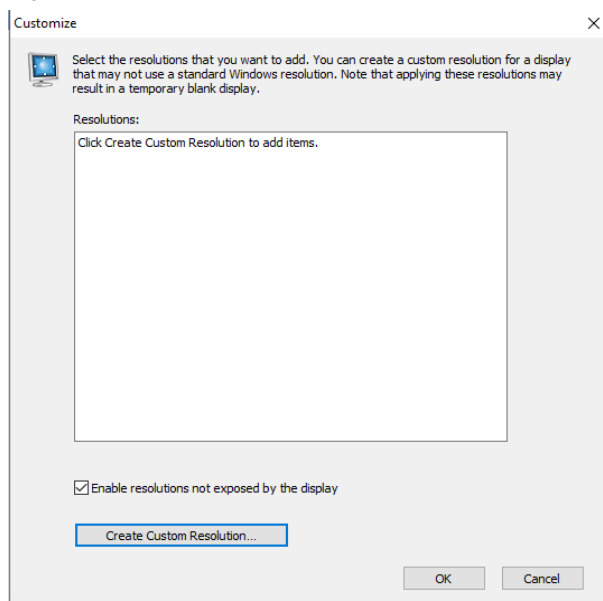 Customize
Select the resolutions that you want to add. You can create a custom resolution for a display
that may not use a standard Windows resolution. Note that applying these resolutions may
result in a temporary blank display.
Resolutions:
Click Create Custom Resolution to add items.
Enable resolutions not exposed by the display
Create Custom Resolution...
OK
Cancel